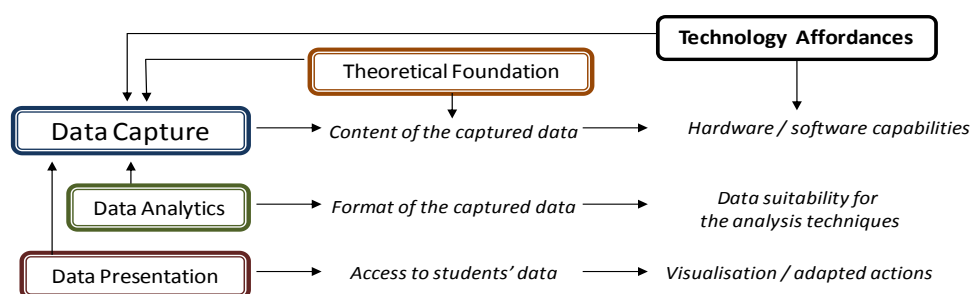 Technology Affordances
Theoretical Foundation
Data Capture
Content of the captured data
Hardware / software capabilities
Data Analytics
Format of the captured data
Data suitability for
the analysis techniques
Data Presentation
Access to students’ data
Visualisation / adapted actions